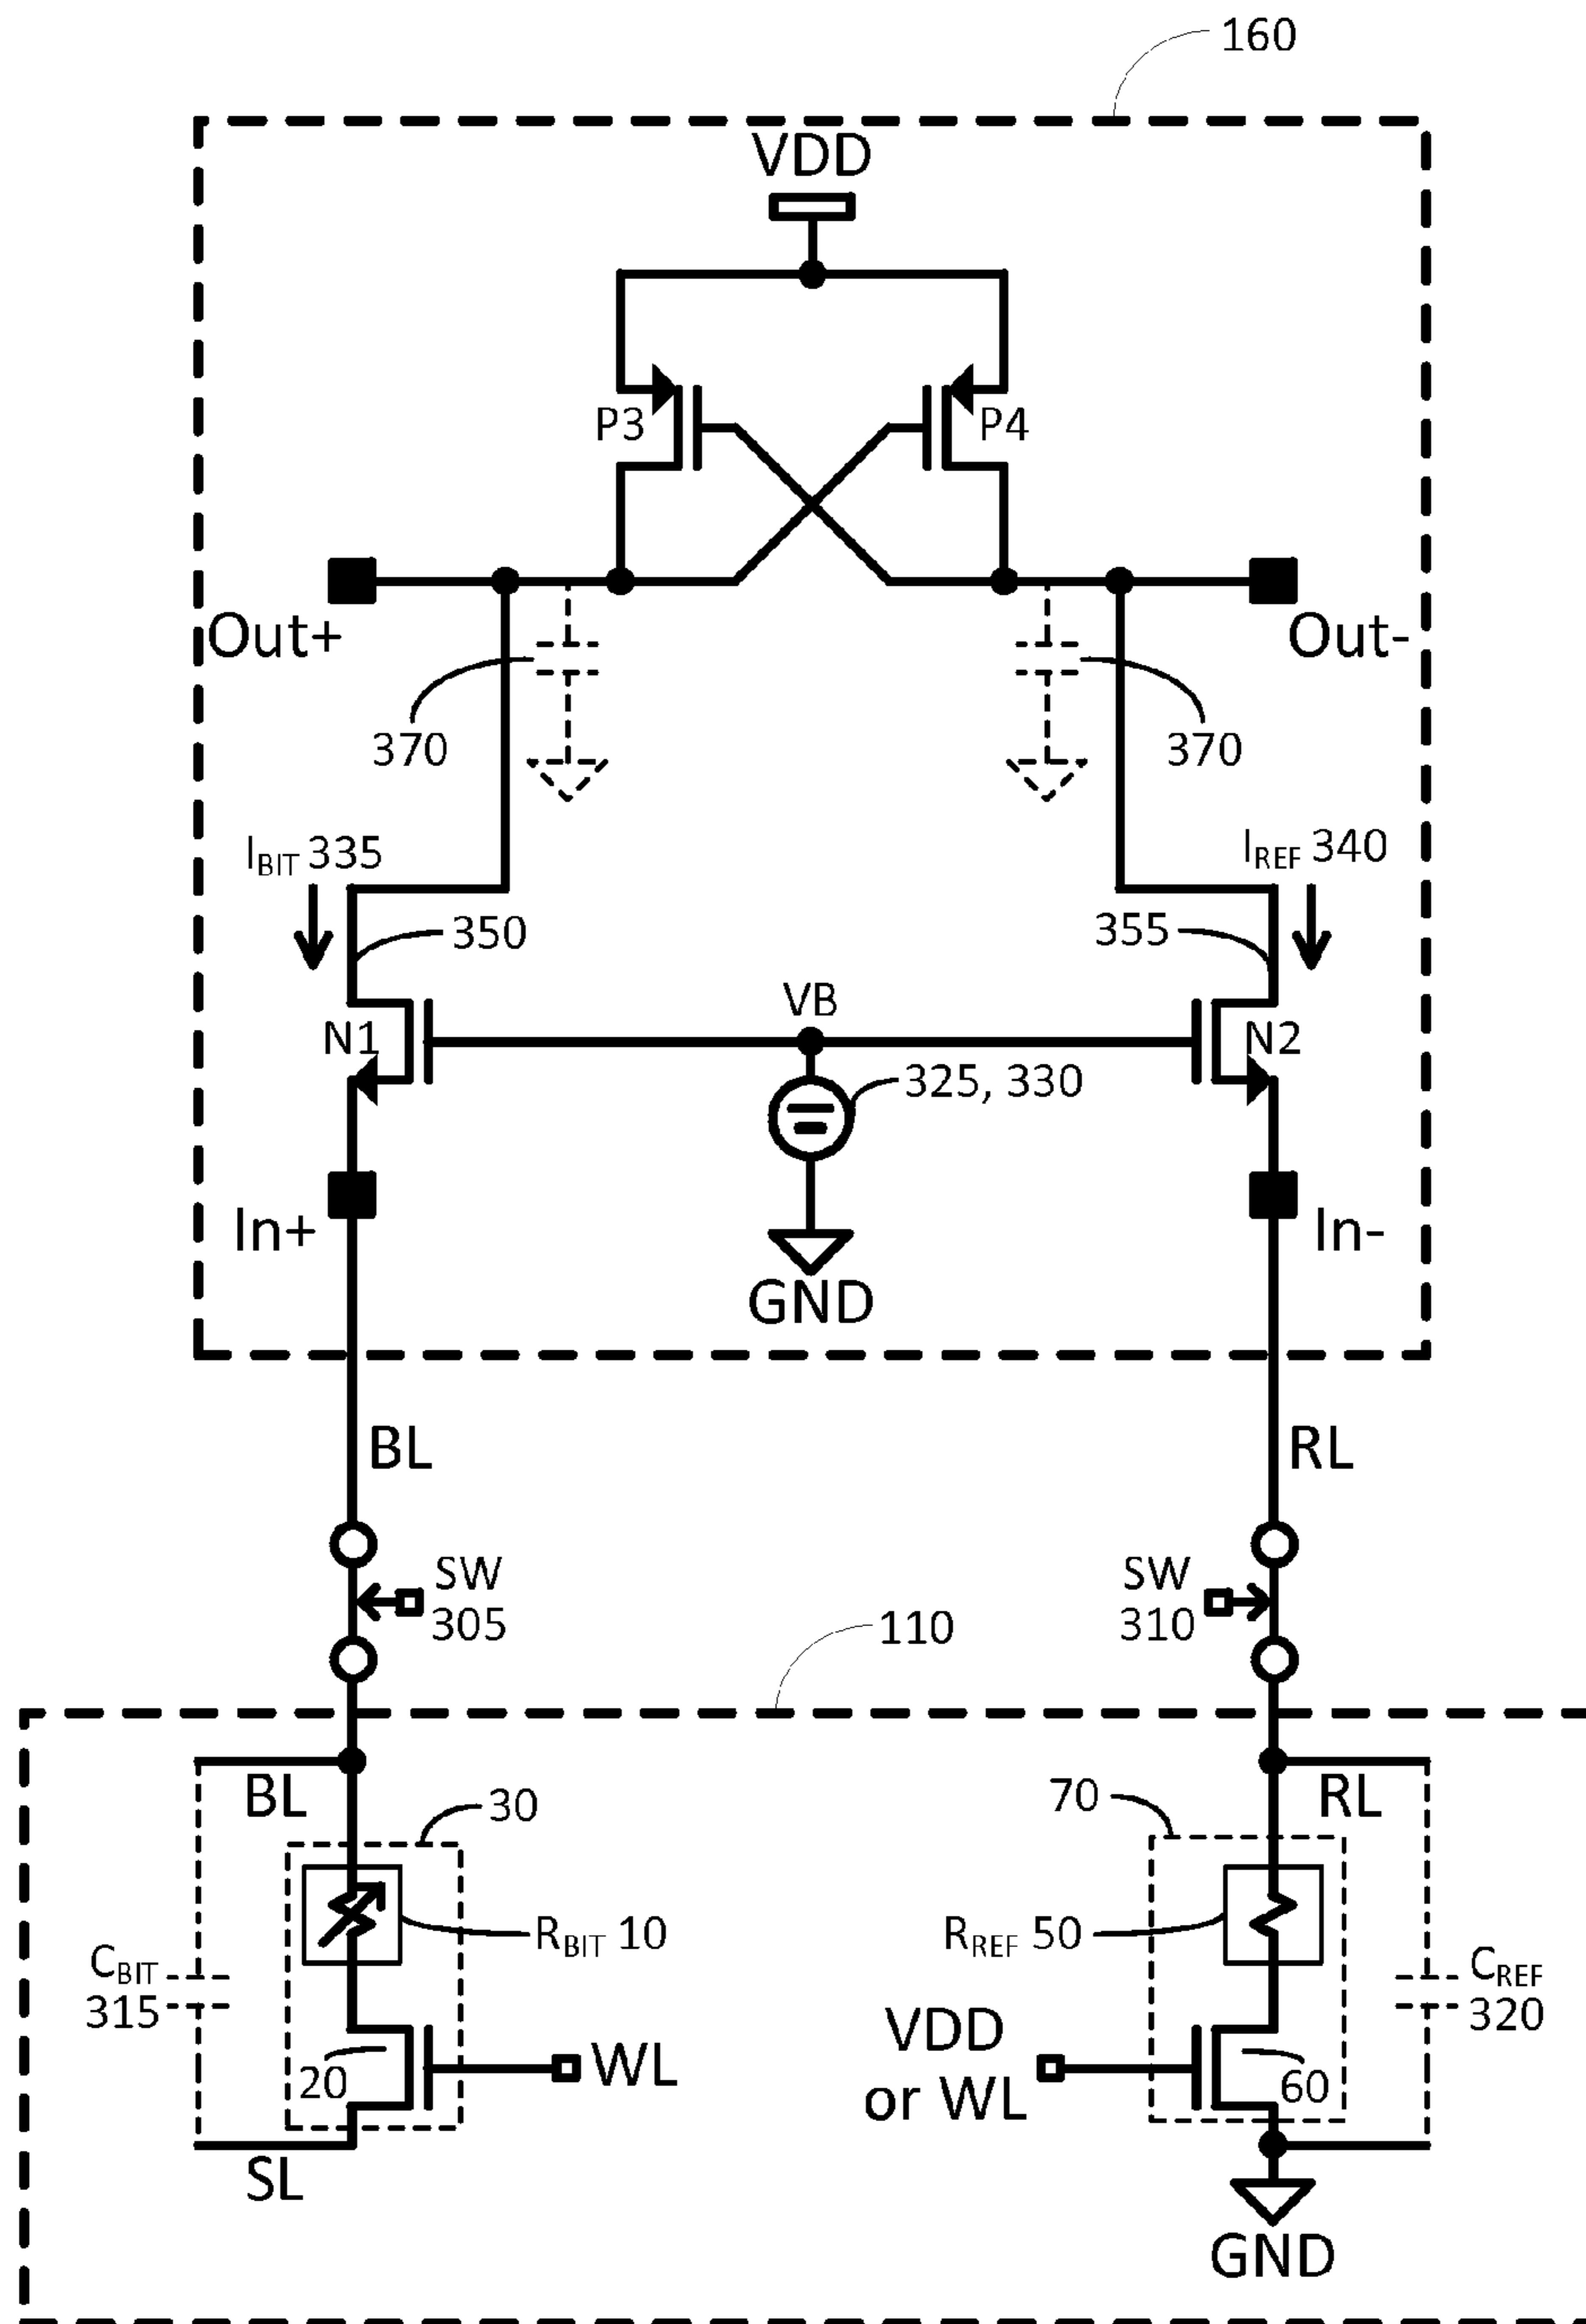 160
VDD
P3
P4
Out+
Out-
370
370
IBIT 335
IREF 340
350
355
VB
N1
N2
325, 330
In+
In-
GND
BL
RL
SW
305
SW
310
110
BL
30
70
RL
RBIT 10
RREF 50
CBIT
315
CREF
320
VDD
or WL
20
WL
60
SL
GND